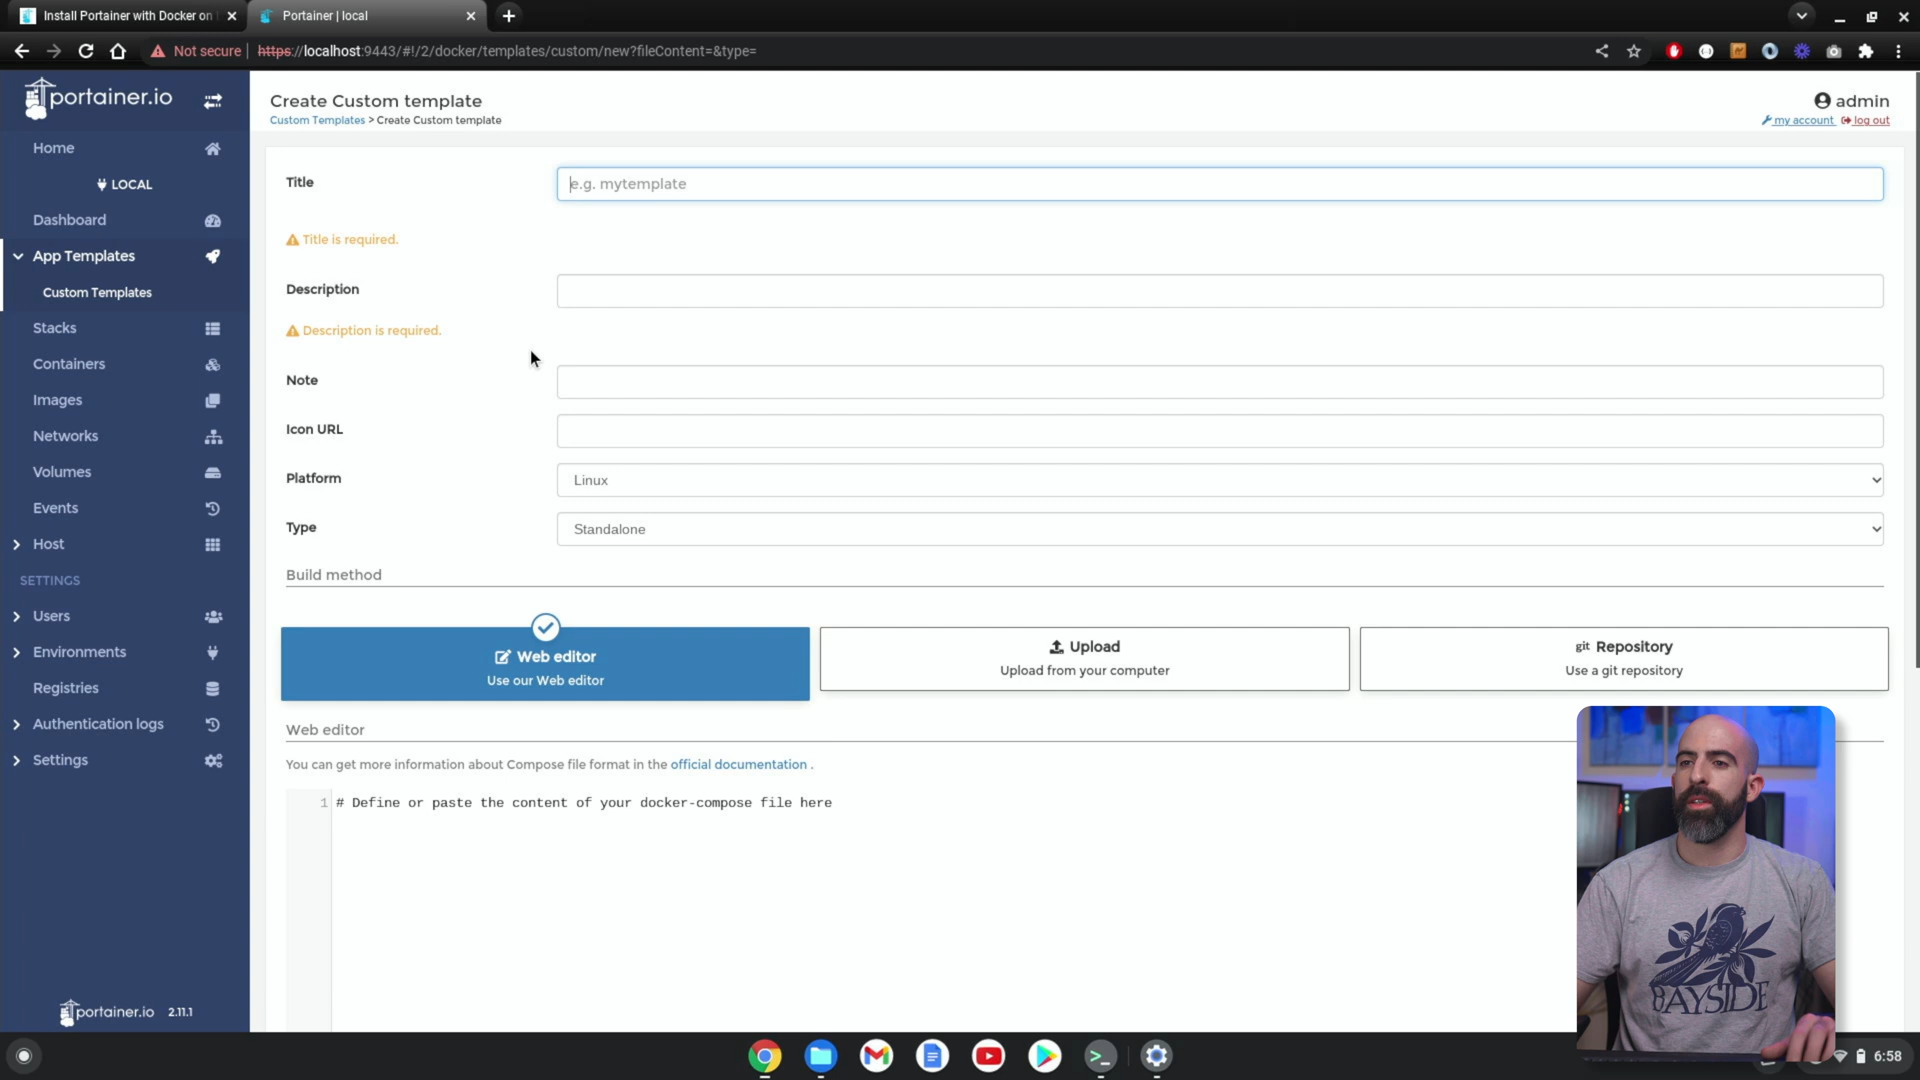 Install Portainer with Docker on
Portainer | local
Not secure
https://localhost:9443/#!/2/docker/templates/custom/new?fileContent=&type=
portainer.io
Home
LOCAL
Dashboard
App Templates
Custom Templates
Stacks
Containers
Images
Networks
Volumes
Events
Host
SETTINGS
Users
Environments
Registries
Authentication logs
Settings
portainer.io 2.11.1
Create Custom template
Custom Templates > Create Custom template
admin
my account log out
Title
e.g. mytemplate
Title is required.
Description
Description is required.
Note
Icon URL
Platform
Linux
Type
Standalone
Build method
Web editor
Use our Web editor
Upload
Upload from your computer
git Repository
Use a git repository
Web editor
You can get more information about Compose file format in the official documentation .
1 # Define or paste the content of your docker-compose file here
BAYSIDE
6:58